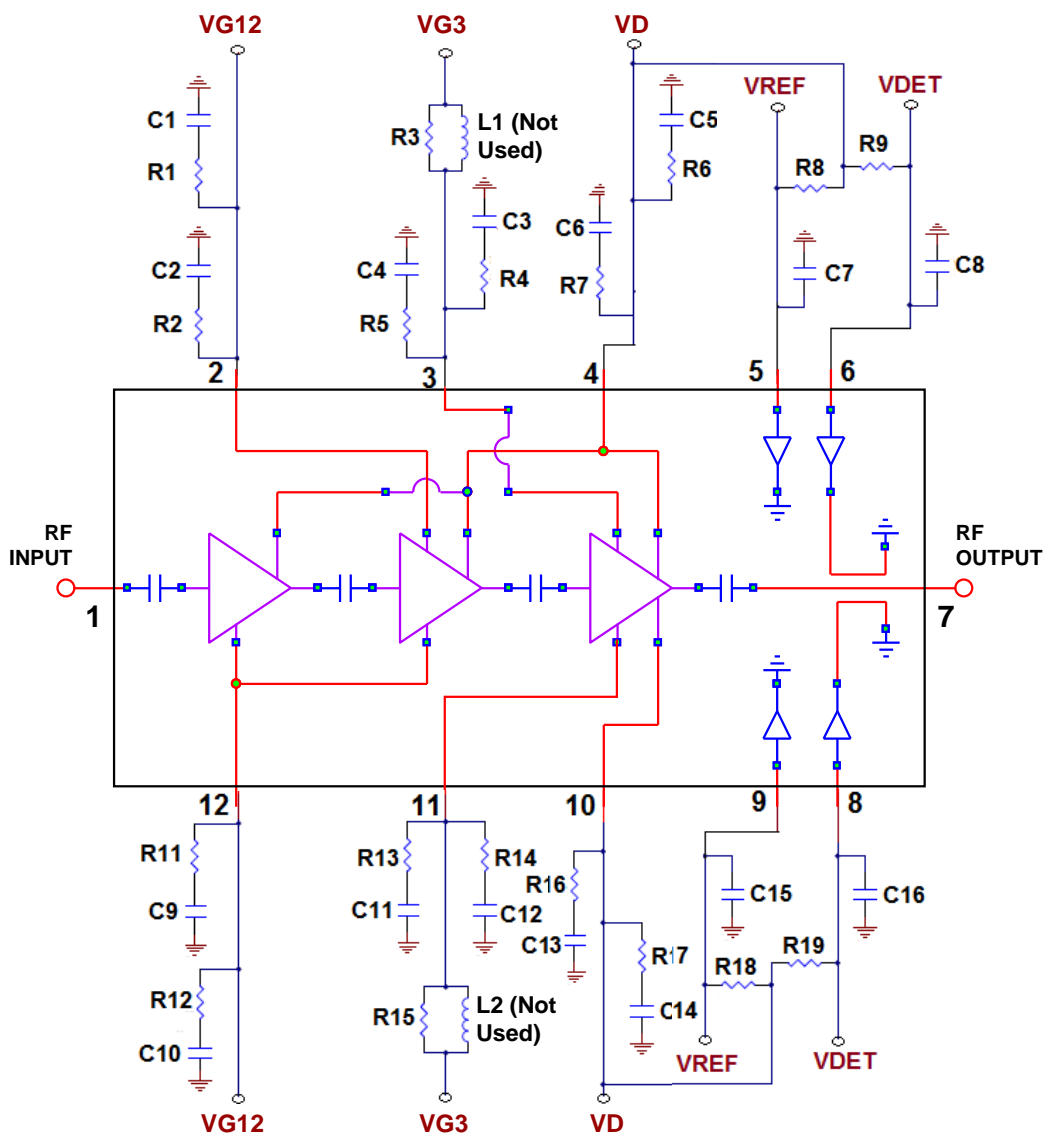 VG12
VG3
VD
VREF
VDET
C1
R1
R3
L1 (Not
Used)
C5
R6
R8
R9
C2
R2
C4
R5
C3
R4
C6
R7
C7
C8
2
3
4
5
6
RF
INPUT
1
RF
OUTPUT
7
12
11
10
9
8
R11
C9
R13
C11
R14
C12
R16
C13
C15
C16
R17
C14
R18
R19
R12
C10
R15
L2 (Not
Used)
VREF
VDET
VG12
VG3
VD